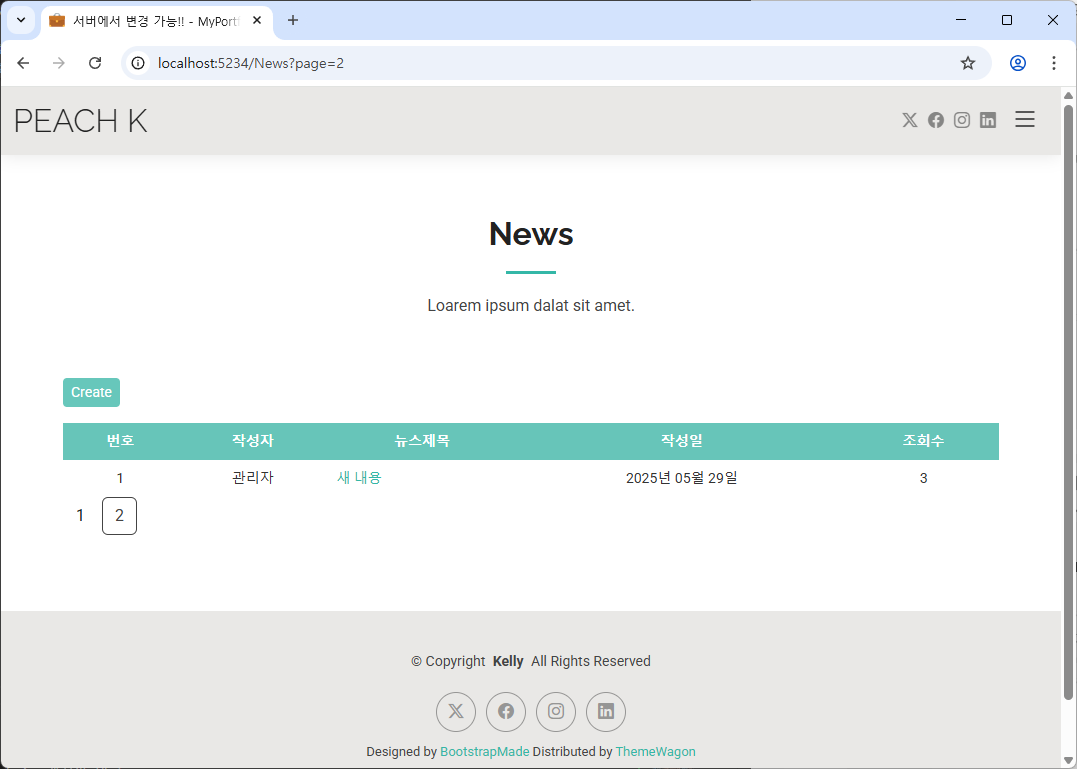 서버에서 변경 가능!! - MyPort
localhost:5234/News?page=2
PEACH K
News
Loarem ipsum dalat sit amet.
Create
번호 작성자 뉴스제목 작성일 조회수
1 관리자 새 내용 2025년 05월 29일 3
1 2
© Copyright Kelly All Rights Reserved
Designed by BootstrapMade Distributed by ThemeWagon